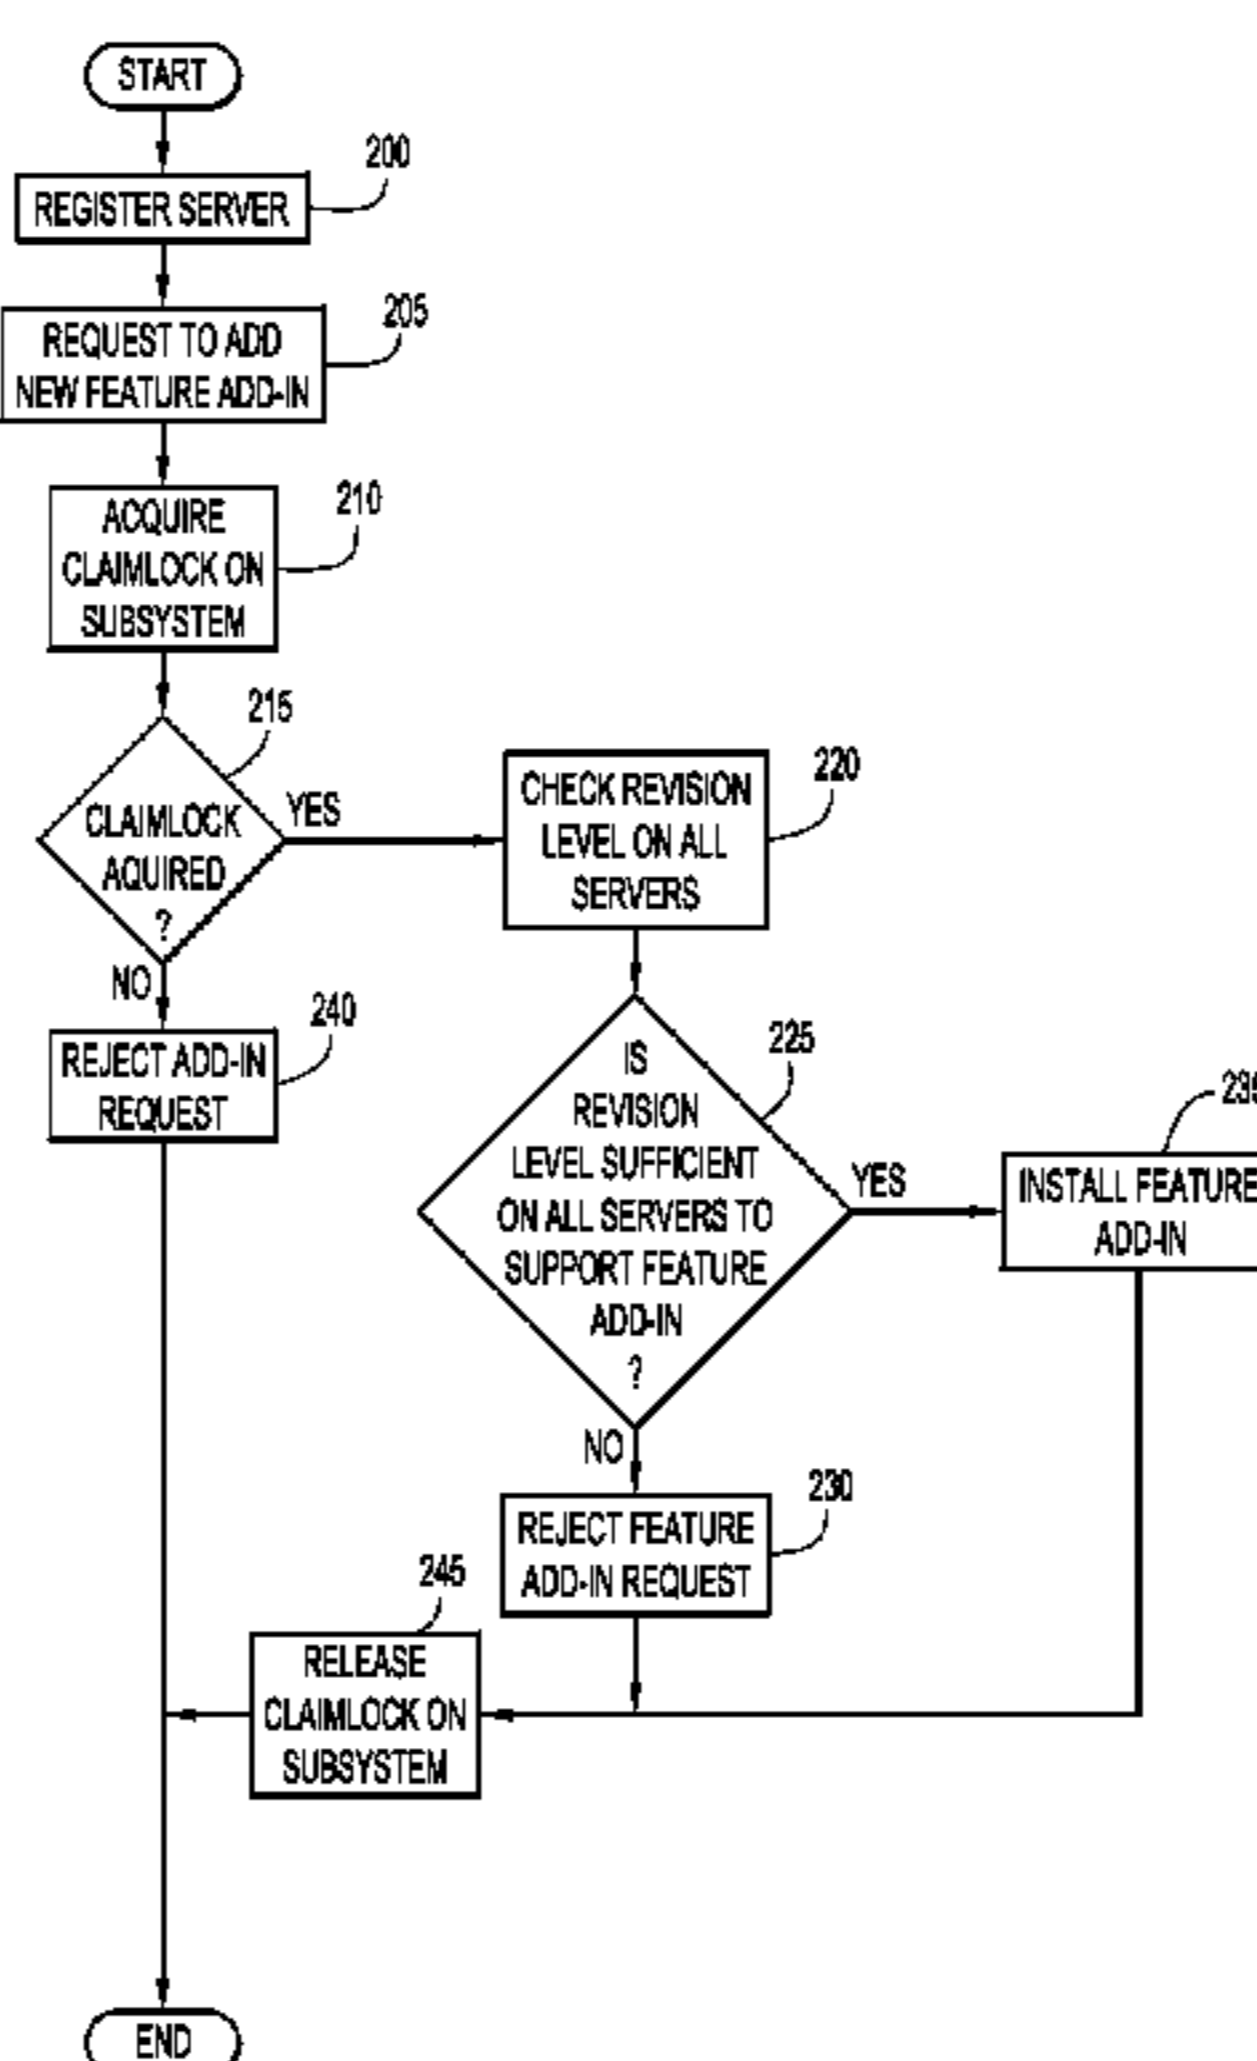 START
200
REGISTER SERVER
205
REQUEST TO ADD
NEW FEATURE ADD-IN
210
ACQUIRE
CLAIMLOCK ON
SUBSYSTEM
215
CLAIMLOCK
AQUIRED
?
YES
NO
220
CHECK REVISION
LEVEL ON ALL
SERVERS
240
REJECT ADD-IN
REQUEST
225
IS
REVISION
LEVEL SUFFICIENT
ON ALL SERVERS TO
SUPPORT FEATURE
ADD-IN
?
YES
NO
235
INSTALL FEATURE
ADD-IN
230
REJECT FEATURE
ADD-IN REQUEST
245
RELEASE
CLAIMLOCK ON
SUBSYSTEM
END